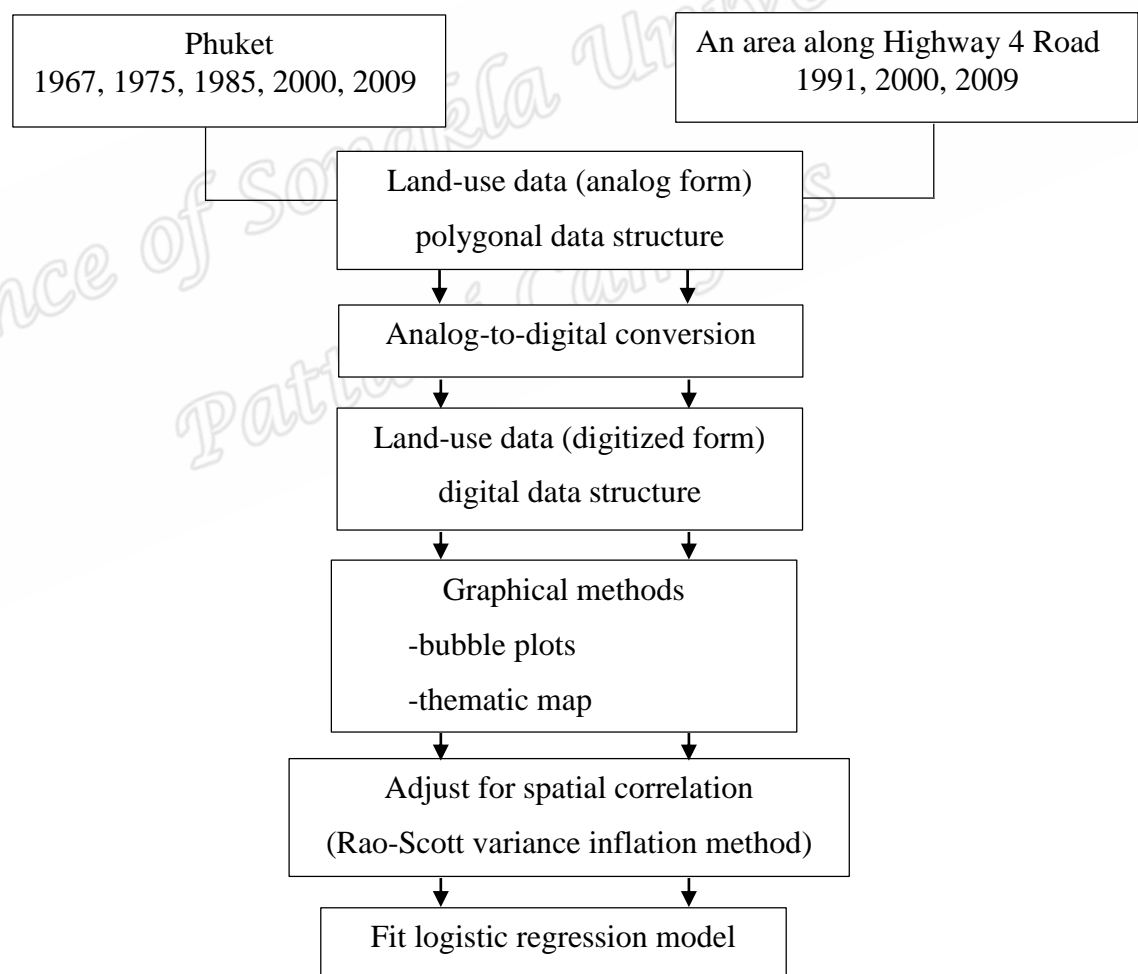 Phuket
1967, 1975, 1985, 2000, 2009
An area along Highway 4 Road
1991, 2000, 2009
Land-use data (analog form)
polygonal data structure
Analog-to-digital conversion
Land-use data (digitized form)
digital data structure
Graphical methods
-bubble plots
-thematic map
Adjust for spatial correlation
(Rao-Scott variance inflation method)
Fit logistic regression model
of Songkla